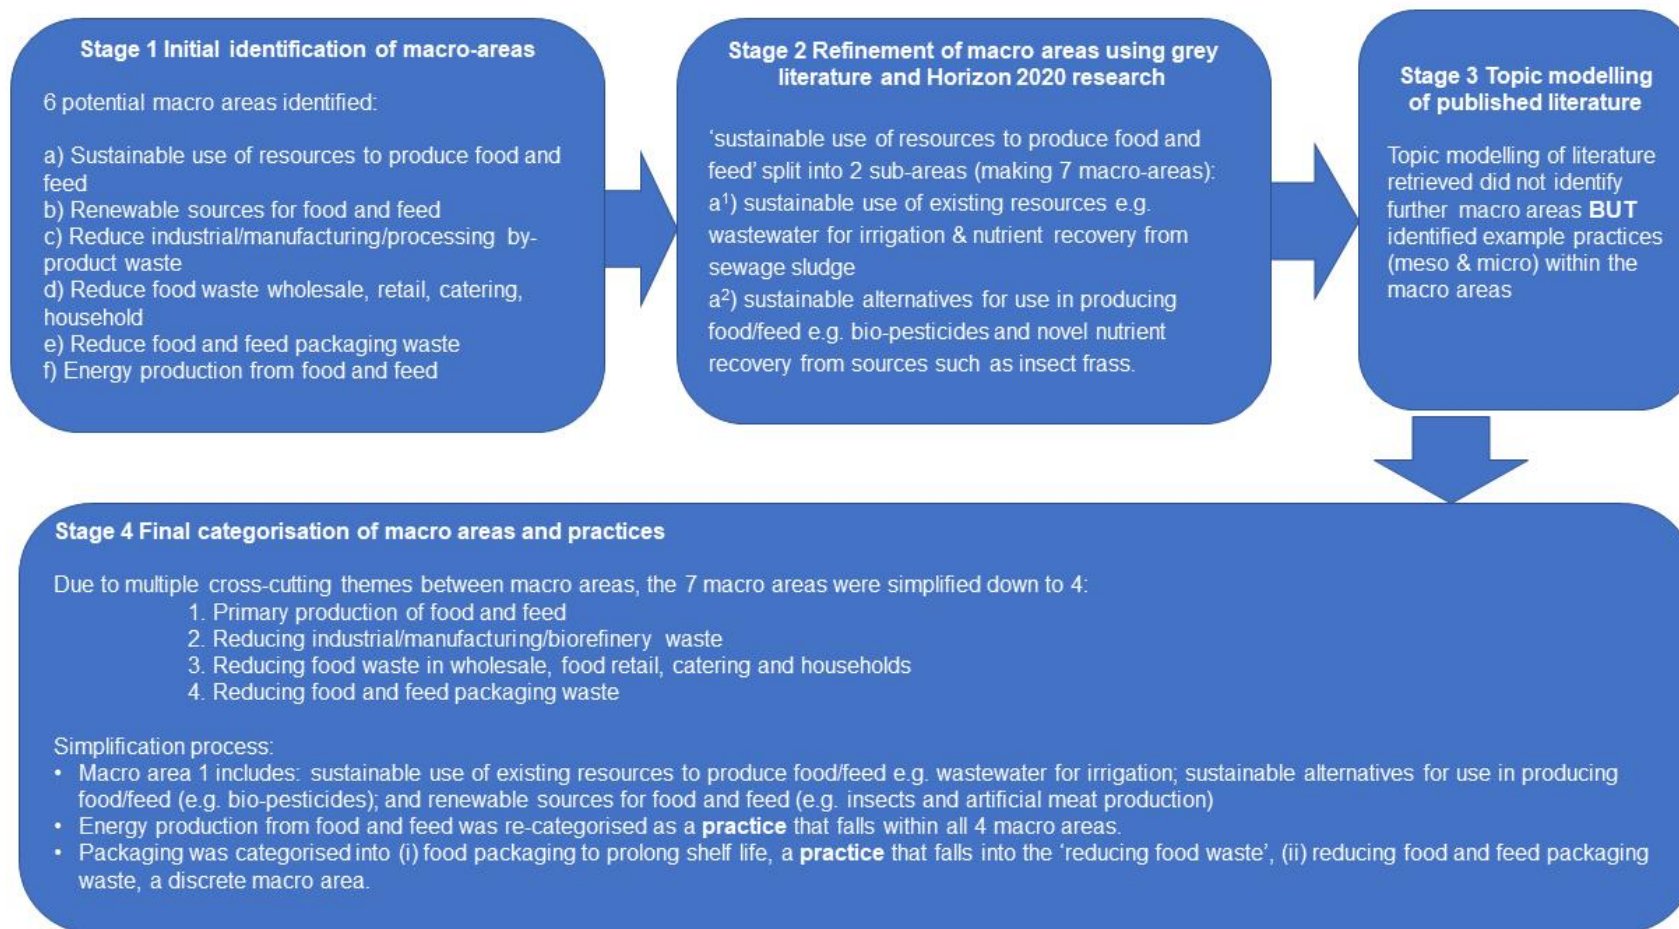 Stage 1 Initial identification of macro-areas
6 potential macro areas identified:
a) Sustainable use of resources to produce food and
feed
b) Renewable sources for food and feed
c) Reduce industrial/manufacturing/processing by-
product waste
d) Reduce food waste wholesale, retail, catering,
household
e) Reduce food and feed packaging waste
f) Energy production from food and feed
Stage 2 Refinement of macro areas using grey
literature and Horizon 2020 research
‘sustainable use of resources to produce food and
feed’ split into 2 sub-areas (making 7 macro-areas):
a¹) sustainable use of existing resources e.g.
wastewater for irrigation & nutrient recovery from
sewage sludge
a²) sustainable alternatives for use in producing
food/feed e.g. bio-pesticides and novel nutrient
recovery from sources such as insect frass.
Stage 3 Topic modelling
of published literature
Topic modelling of literature
retrieved did not identify
further macro areas BUT
identified example practices
(meso & micro) within the
macro areas
Stage 4 Final categorisation of macro areas and practices
Due to multiple cross-cutting themes between macro areas, the 7 macro areas were simplified down to 4:
1. Primary production of food and feed
2. Reducing industrial/manufacturing/biorefinery waste
3. Reducing food waste in wholesale, food retail, catering and households
4. Reducing food and feed packaging waste
Simplification process:
• Macro area 1 includes: sustainable use of existing resources to produce food/feed e.g. wastewater for irrigation; sustainable alternatives for use in producing
food/feed (e.g. bio-pesticides); and renewable sources for food and feed (e.g. insects and artificial meat production)
• Energy production from food and feed was re-categorised as a practice that falls within all 4 macro areas.
• Packaging was categorised into (i) food packaging to prolong shelf life, a practice that falls into the ‘reducing food waste’, (ii) reducing food and feed packaging
waste, a discrete macro area.